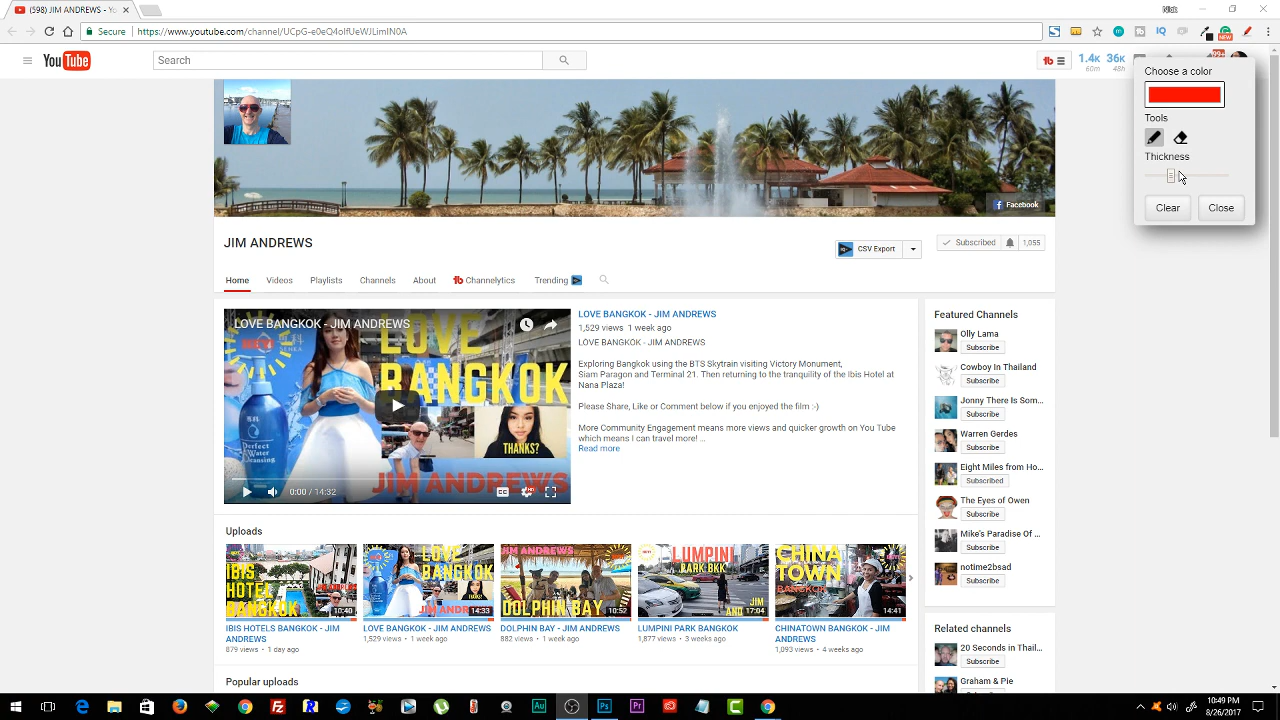 (598) JIM ANDREWS - Yo
Nick
Secure
https://www.youtube.com/channel/UCpG-e0eQ4oIfUeWJLimIN0A
NEW
YouTube
Search
1.4K 36K
60m 48h
99+
Choose a color
Tools
Thickness
Clear Close
Facebook
JIM ANDREWS
CSV Export
Subscribed 1,055
Home Videos Playlists Channels About Channelytics Trending
LOVE BANGKOK - JIM ANDREWS
LOVE
BANGKOK
Perfect
Water
THANKS?
JIM ANDREWS
0:00 / 14:32
CC
HD
LOVE BANGKOK - JIM ANDREWS
1,529 views 1 week ago
LOVE BANGKOK - JIM ANDREWS
Exploring Bangkok using the BTS Skytrain visiting Victory Monument,
Siam Paragon and Terminal 21. Then returning to the tranquility of the Ibis Hotel at
Nana Plaza!
Please Share, Like or Comment below if you enjoyed the film :-)
More Community Engagement means more views and quicker growth on You Tube
which means I can travel more! ...
Read more
Featured Channels
Olly Lama
Subscribe
Cowboy In Thailand
Subscribe
Jonny There Is Som...
Subscribe
Warren Gerdes
Subscribe
Eight Miles from Ho...
Subscribed
The Eyes of Owen
Subscribe
Mike's Paradise Of ...
Subscribe
notime2bsad
Subscribe
Uploads
IBIS
HOTEL
BANGKOK
10:40
LOVE
BANGKOK
14:33
JIM ANDREWS
DOLPHIN BAY
10:52
LUMPINI
PARK BKK
JIM
AND
17:04
CHINA
TOWN
BANGKOK
14:41
IBIS HOTELS BANGKOK - JIM
ANDREWS
879 views • 1 day ago
LOVE BANGKOK - JIM ANDREWS
1,529 views • 1 week ago
DOLPHIN BAY - JIM ANDREWS
882 views • 1 week ago
LUMPINI PARK BANGKOK
1,877 views • 3 weeks ago
CHINATOWN BANGKOK - JIM
ANDREWS
1,093 views • 4 weeks ago
Related channels
20 Seconds in Thail...
Subscribe
Graham & Pie
Popular uploads
10:49 PM
8/26/2017